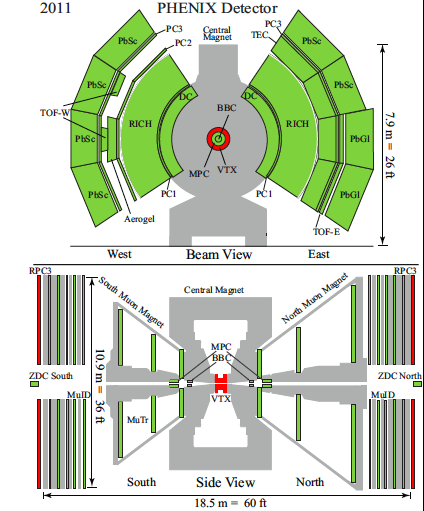 2011
PHENIX Detector
PC3
PC2
Central
Magnet
PC3
TEC
PbSc
PbSc
PbSc
PbSc
TOF-W
PbSc
PbSc
DC
DC
BBC
RICH
RICH
PbSc
PbGl
MPC
VTX
PbSc
PbGl
PC1
PC1
Aerogel
TOF-E
7.9 m = 26 ft
West
Beam View
East
RPC3
RPC3
South Muon Magnet
Central Magnet
North Muon Magnet
10.9 m = 36 ft
MPC
BBC
ZDC South
ZDC North
VTX
MuID
MuID
MuTr
South
Side View
North
18.5 m = 60 ft